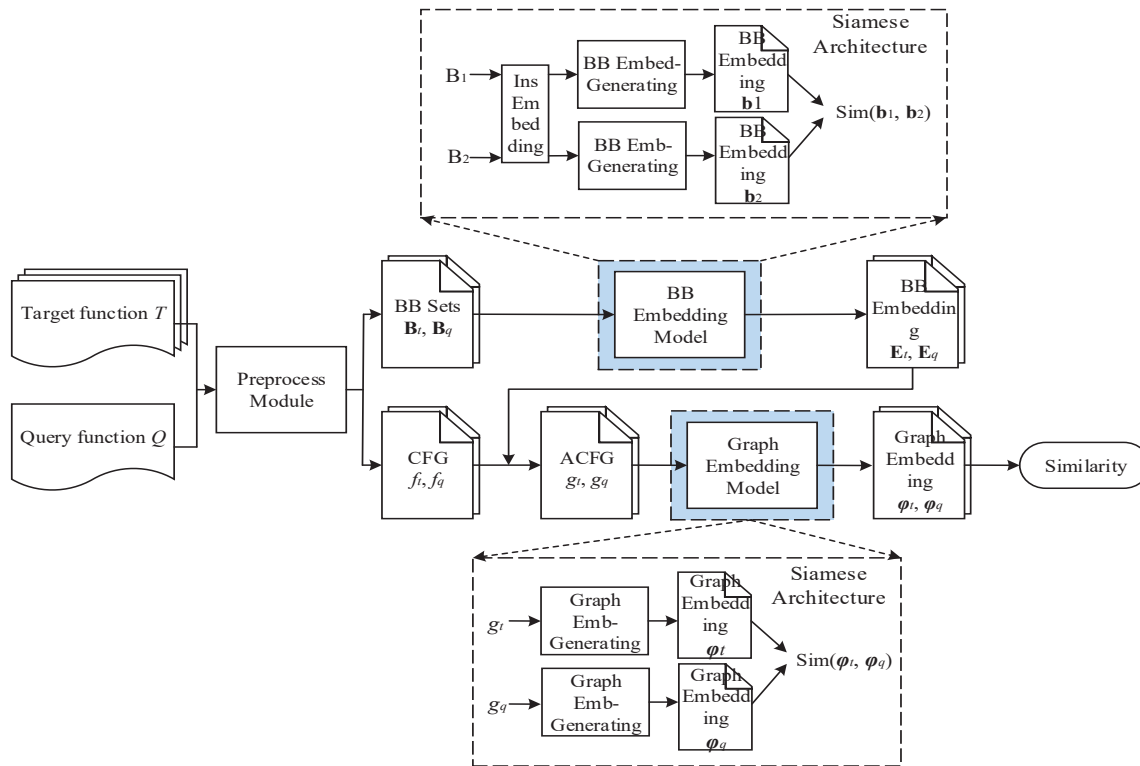 Siamese
Architecture
B1
B2
Ins
Em
bed
ding
BB Embed-
Generating
BB Emb-
Generating
BB
Embedd
ing
b1
BB
Embedd
ing
b2
Sim(b1, b2)
Target function T
Query function Q
Preprocess
Module
BB Sets
Bt, Bq
BB
Embedding
Model
BB
Embeddin
g
Et, Eq
CFG
ft, fq
ACFG
gt, gq
Graph
Embedding
Model
Graph
Embedd
ing
φt, φq
Similarity
Siamese
Architecture
gt
gq
Graph
Emb-
Generating
Graph
Emb-
Generating
Graph
Embedd
ing
φt
Graph
Embedd
ing
φq
Sim(φt, φq)